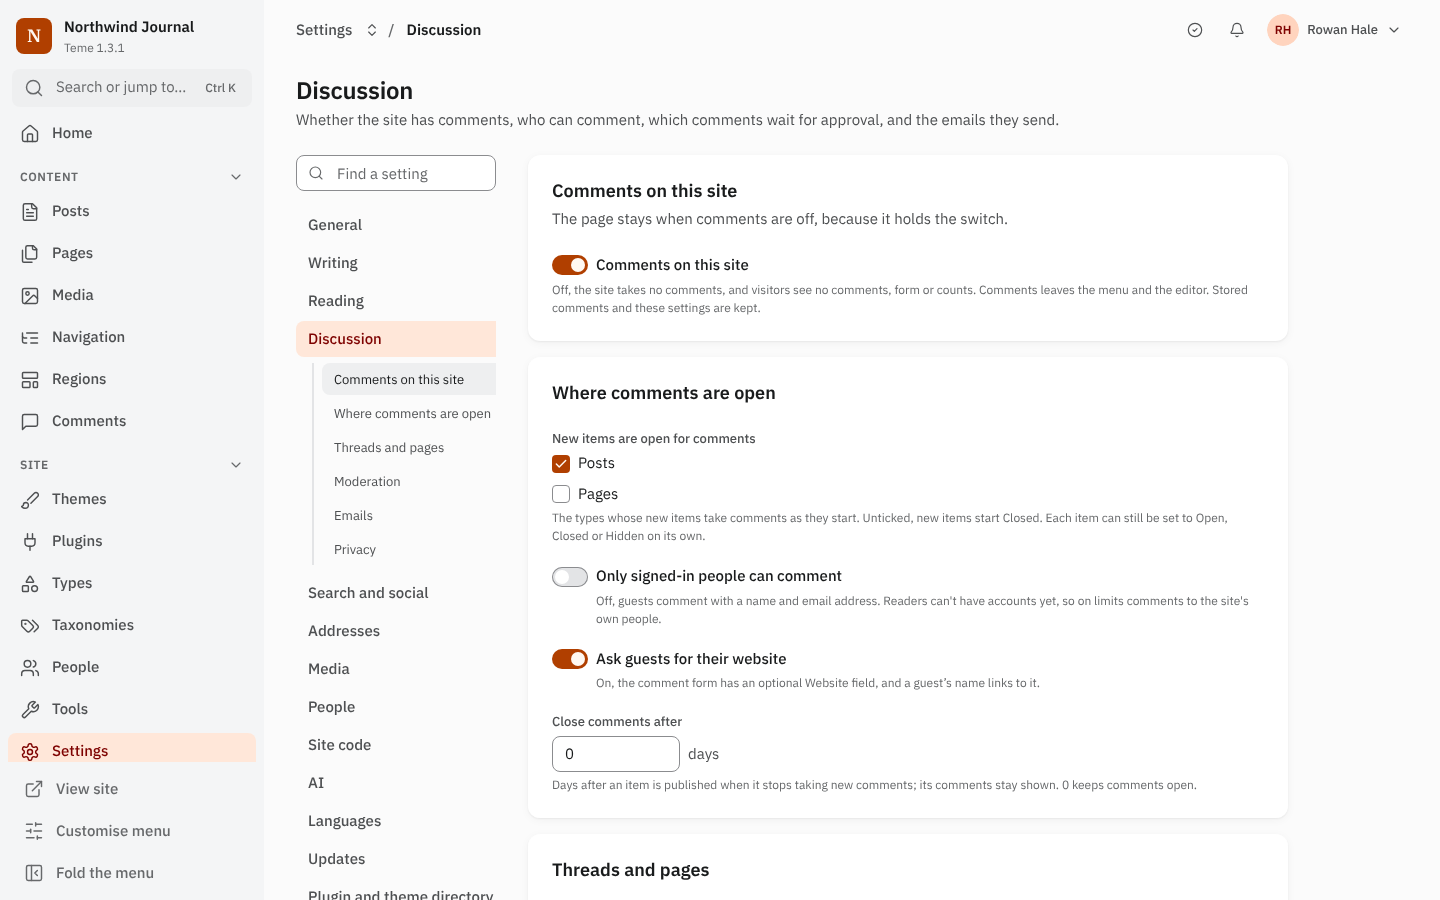 N
Northwind Journal
Teme 1.3.1
Search or jump to... Ctrl K
Home
CONTENT
Posts
Pages
Media
Navigation
Regions
Comments
SITE
Themes
Plugins
Types
Taxonomies
People
Tools
Settings
View site
Customise menu
Fold the menu
Settings / Discussion
RH Rowan Hale
Discussion
Whether the site has comments, who can comment, which comments wait for approval, and the emails they send.
Find a setting
General
Writing
Reading
Discussion
Comments on this site
Where comments are open
Threads and pages
Moderation
Emails
Privacy
Search and social
Addresses
Media
People
Site code
AI
Languages
Updates
Plugin and theme directory
Comments on this site
The page stays when comments are off, because it holds the switch.
Comments on this site
Off, the site takes no comments, and visitors see no comments, form or counts. Comments leaves the menu and the editor. Stored
comments and these settings are kept.
Where comments are open
New items are open for comments
Posts
Pages
The types whose new items take comments as they start. Unticked, new items start Closed. Each item can still be set to Open,
Closed or Hidden on its own.
Only signed-in people can comment
Off, guests comment with a name and email address. Readers can't have accounts yet, so on limits comments to the site's
own people.
Ask guests for their website
On, the comment form has an optional Website field, and a guest’s name links to it.
Close comments after
0 days
Days after an item is published when it stops taking new comments; its comments stay shown. 0 keeps comments open.
Threads and pages